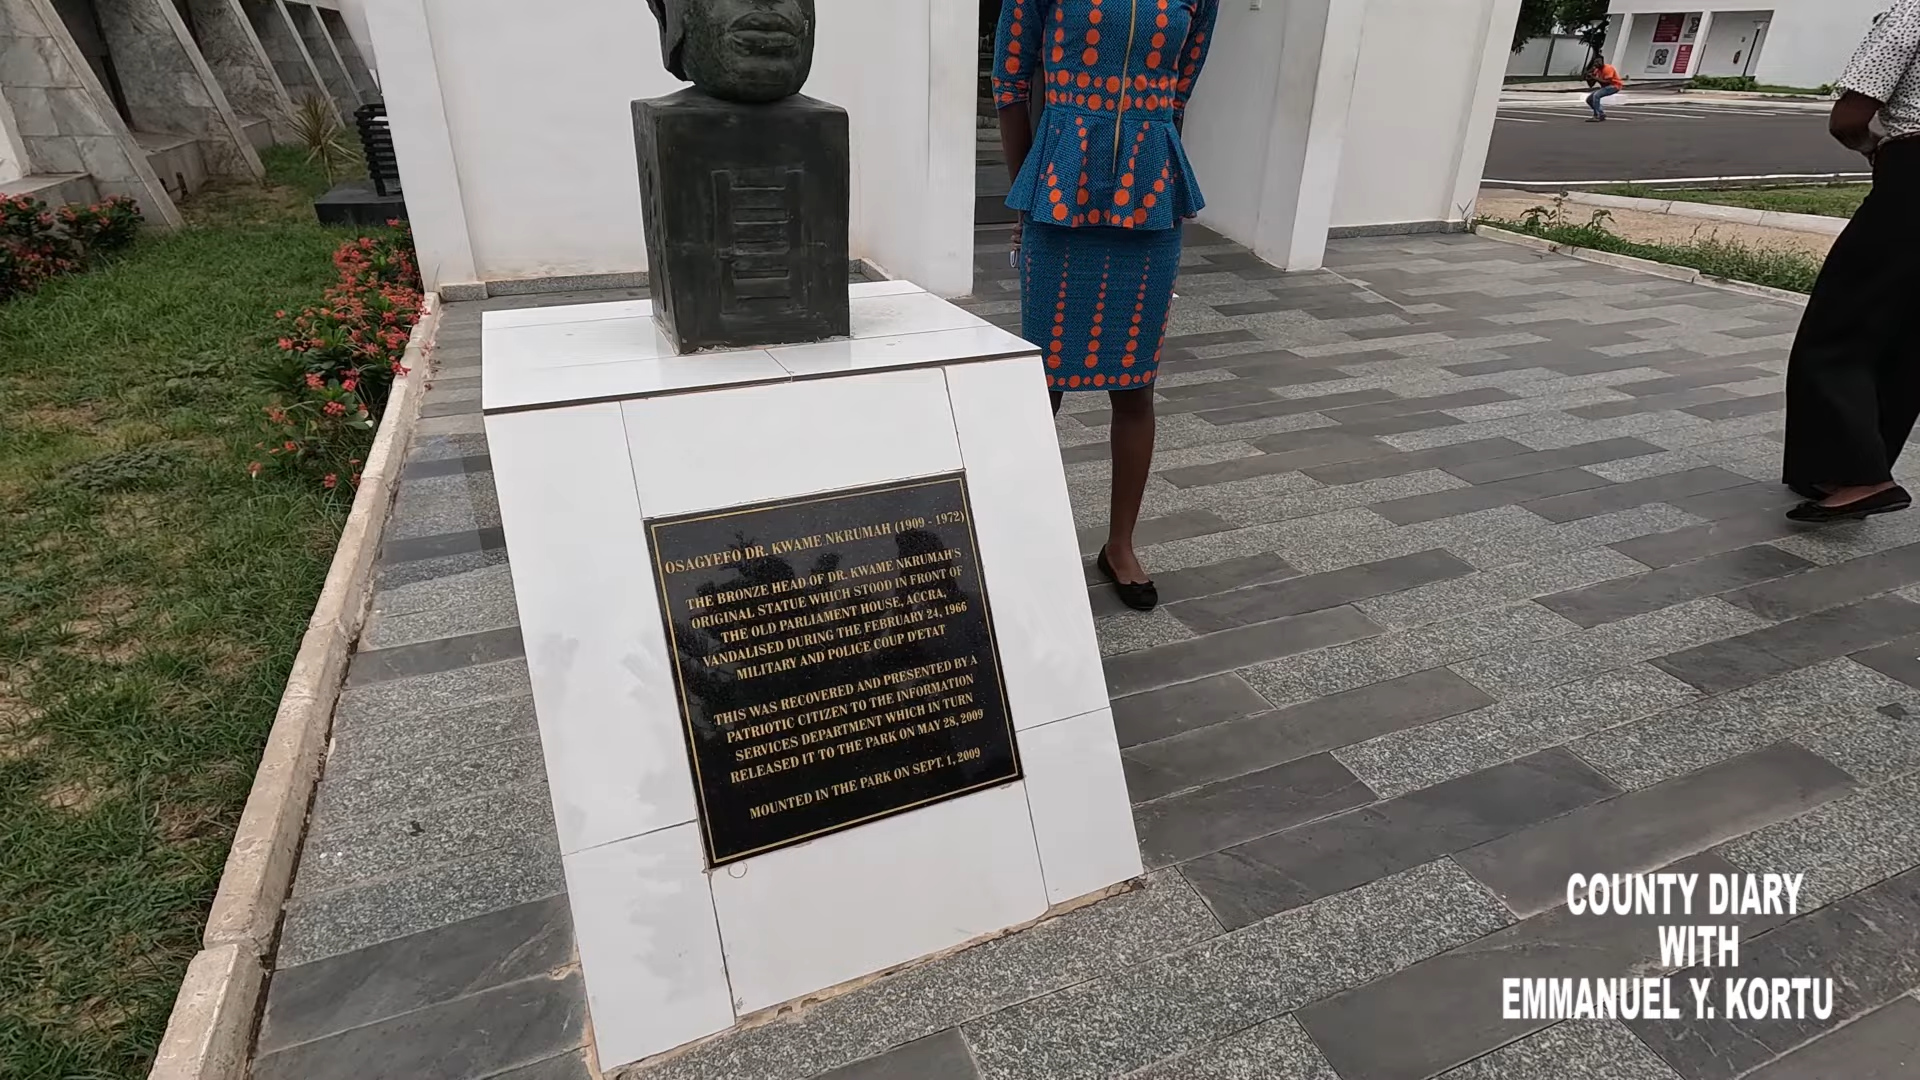 OSAGYEFO DR. KWAME NKRUMAH (1909 - 1972)
THE BRONZE HEAD OF DR. KWAME NKRUMAH'S
ORIGINAL STATUE WHICH STOOD IN FRONT OF
THE OLD PARLIAMENT HOUSE, ACCRA,
VANDALISED DURING THE FEBRUARY 24, 1966
MILITARY AND POLICE COUP D'ETAT
THIS WAS RECOVERED AND PRESENTED BY A
PATRIOTIC CITIZEN TO THE INFORMATION
SERVICES DEPARTMENT WHICH IN TURN
RELEASED IT TO THE PARK ON MAY 28, 2009
MOUNTED IN THE PARK ON SEPT. 1, 2009
COUNTY DIARY
WITH
EMMANUEL Y. KORTU